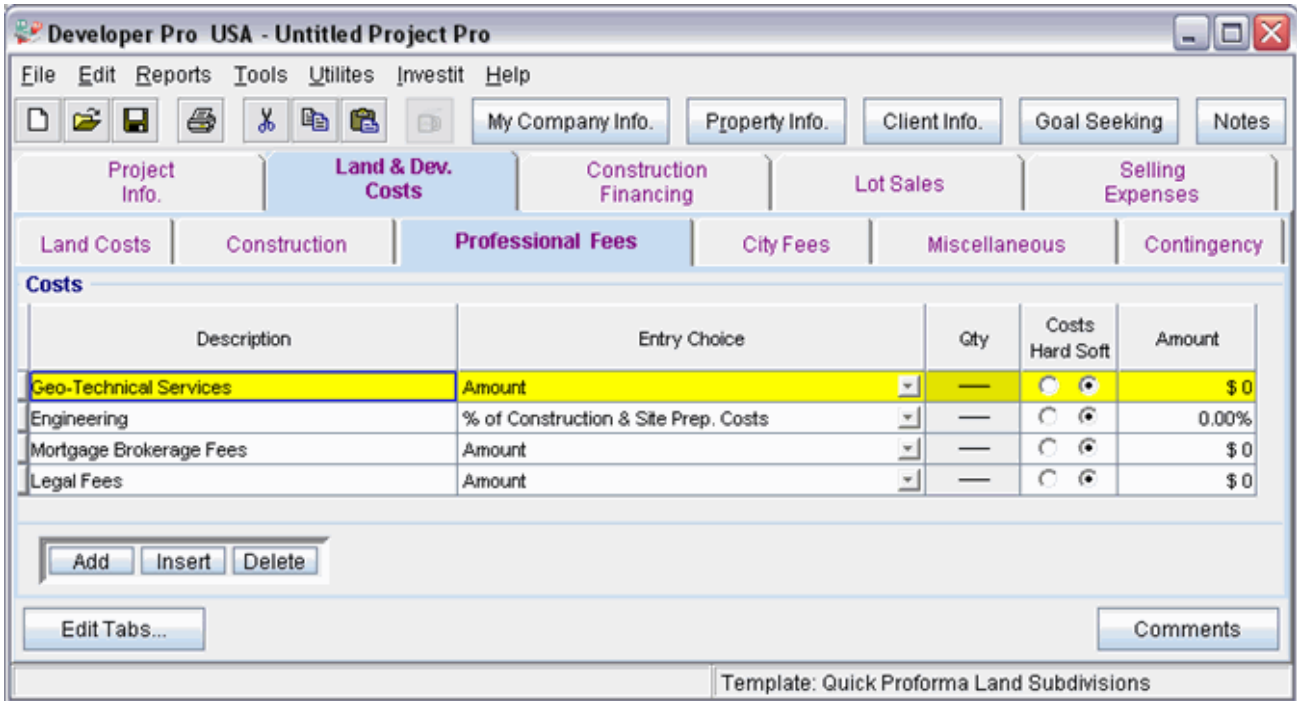 Developer Pro USA - Untitled Project Pro
File Edit Reports Tools Utilites Investit Help
My Company Info. Property Info. Client Info. Goal Seeking Notes
Project Info. Land & Dev. Costs Construction Financing Lot Sales Selling Expenses
Land Costs Construction Professional Fees City Fees Miscellaneous Contingency
Costs
Description Entry Choice Qty Costs Hard Soft Amount
Geo-Technical Services Amount — $ 0
Engineering % of Construction & Site Prep. Costs — 0.00%
Mortgage Brokerage Fees Amount — $ 0
Legal Fees Amount — $ 0
Add Insert Delete
Edit Tabs... Comments
Template: Quick Proforma Land Subdivisions